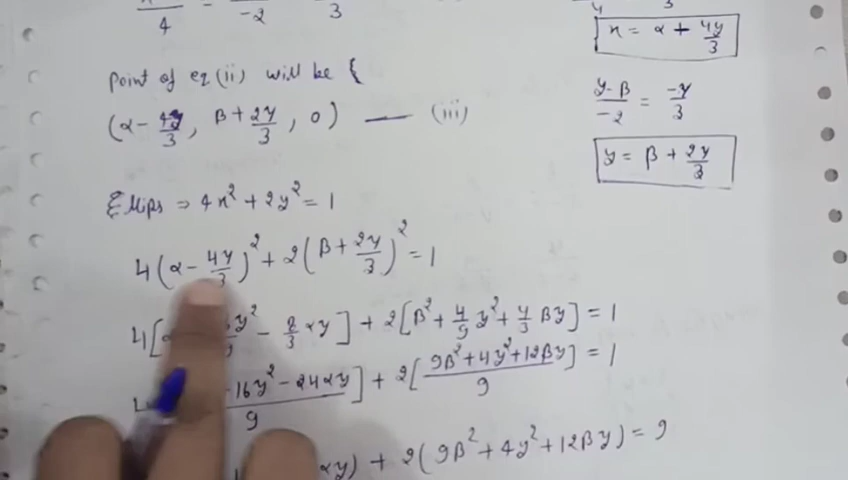 4 -2 3
x = α + 4γ/3
Point of eq (ii) will be {
(α - 4γ/3, β + 2γ/3, 0) — (iii)
y-β/-2 = -γ/3
y = β + 2γ/3
Ellips ⇒ 4x² + 2y² = 1
4(α - 4γ/3)² + 2(β + 2γ/3)² = 1
4[ γ² - 8/3 αγ] + 2[β² + 4/9 γ² + 4/3 βγ] = 1
-16γ² - 24αγ/9] + 2[9β² + 4γ² + 12βγ/9] = 1
αγ) + 2(9β² + 4γ² + 12βγ) = 9